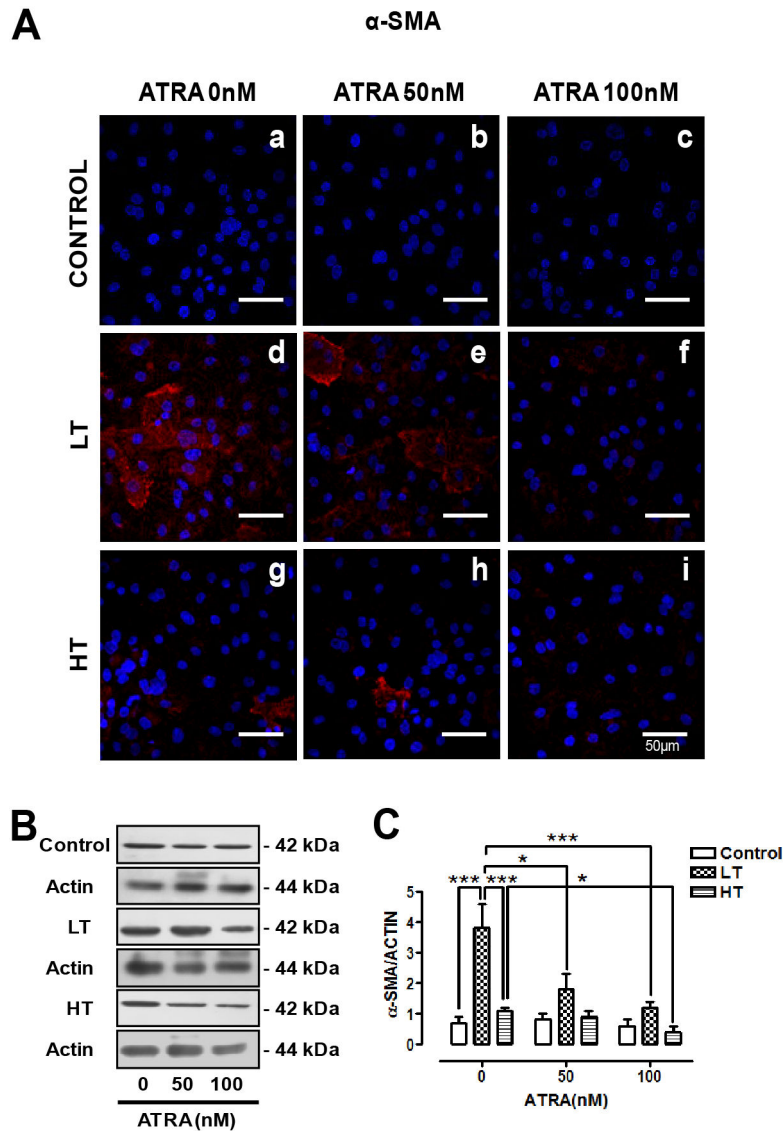 A
α-SMA
ATRA 0nM ATRA 50nM ATRA 100nM
CONTROL
a b c
LT
d e f
HT
g h i
50µm
B
Control - 42 kDa
Actin - 44 kDa
LT - 42 kDa
Actin - 44 kDa
HT - 42 kDa
Actin - 44 kDa
0 50 100
ATRA(nM)
C
***
* Control
*** *** * LT
HT
α-SMA/ACTIN
5
4
3
2
1
0
0 50 100
ATRA(nM)